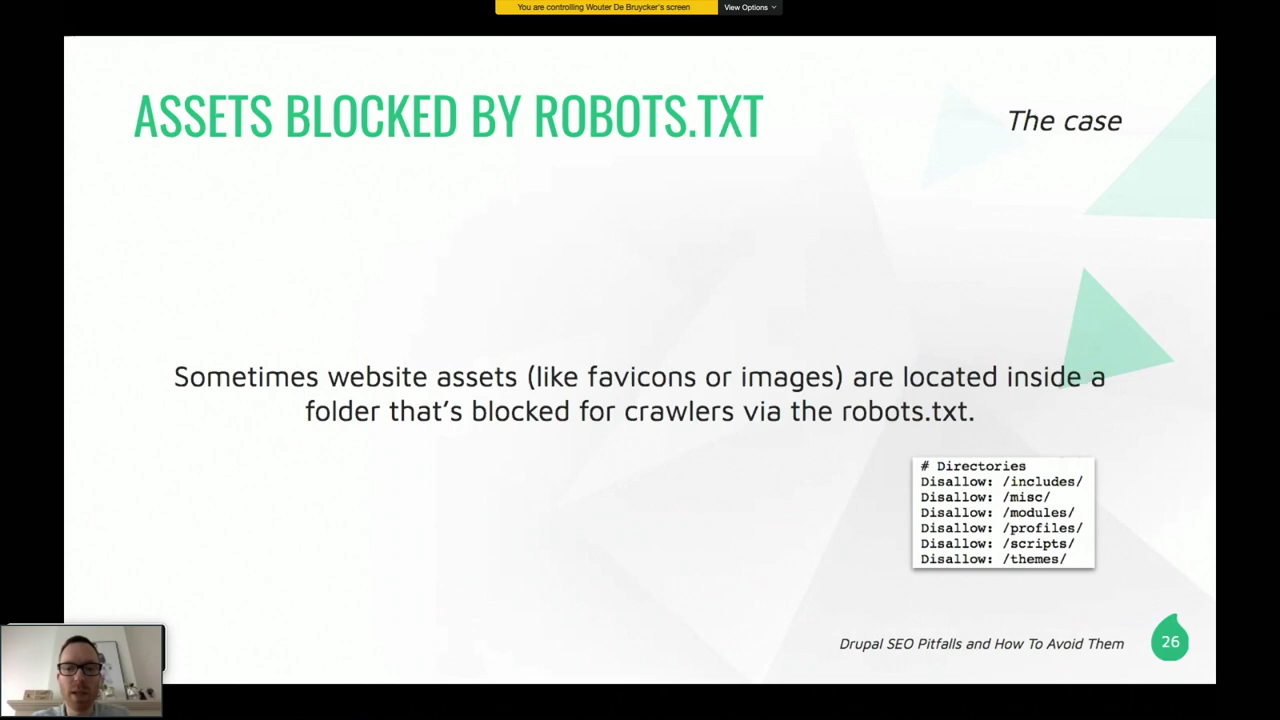 You are controlling Wouter De Bruycker's screen
View Options
ASSETS BLOCKED BY ROBOTS.TXT
The case
Sometimes website assets (like favicons or images) are located inside a
folder that's blocked for crawlers via the robots.txt.
# Directories
Disallow: /includes/
Disallow: /misc/
Disallow: /modules/
Disallow: /profiles/
Disallow: /scripts/
Disallow: /themes/
Drupal SEO Pitfalls and How To Avoid Them
26